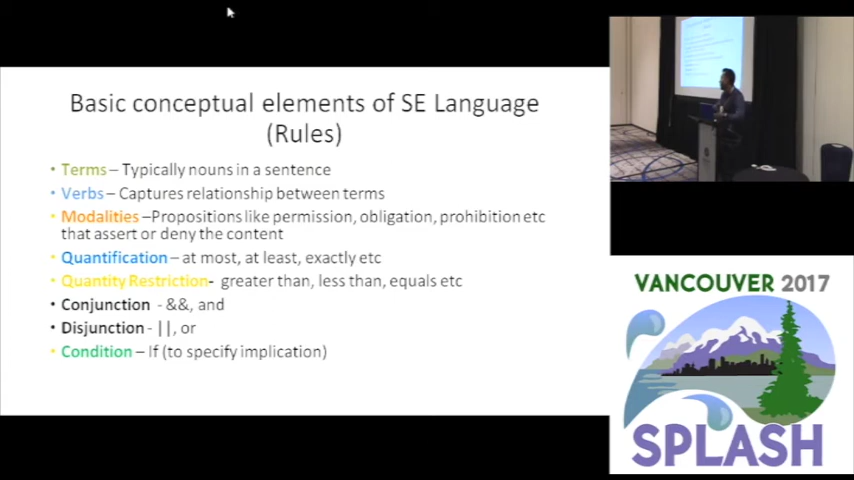 Basic conceptual elements of SE Language
(Rules)
• Terms – Typically nouns in a sentence
• Verbs – Captures relationship between terms
• Modalities –Propositions like permission, obligation, prohibition etc
that assert or deny the content
• Quantification – at most, at least, exactly etc
• Quantity Restriction- greater than, less than, equals etc
• Conjunction - &&, and
• Disjunction - ||, or
• Condition – If (to specify implication)
VANCOUVER 2017
SPLASH